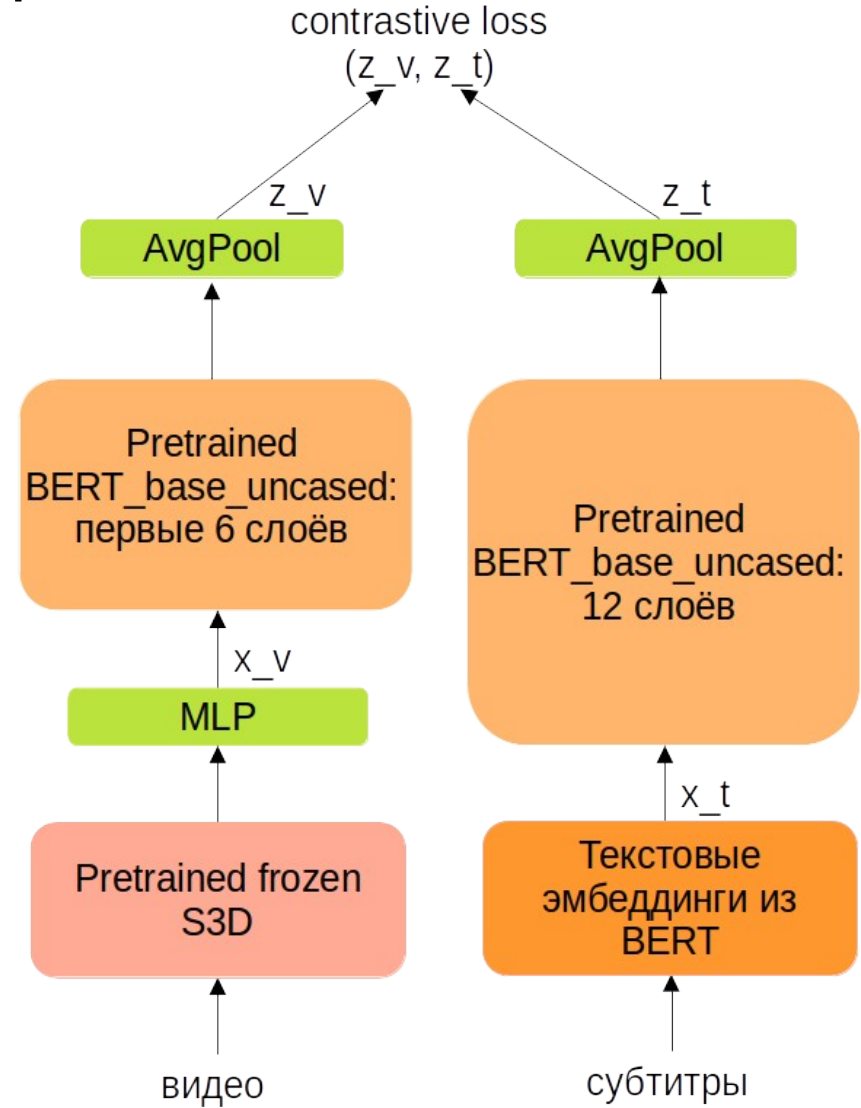 contrastive loss
(z_v, z_t)
z_v
z_t
AvgPool
AvgPool
Pretrained
BERT_base_uncased:
первые 6 слоёв
Pretrained
BERT_base_uncased:
12 слоёв
x_v
MLP
x_t
Pretrained frozen
S3D
Текстовые
эмбеддинги из
BERT
видео
субтитры